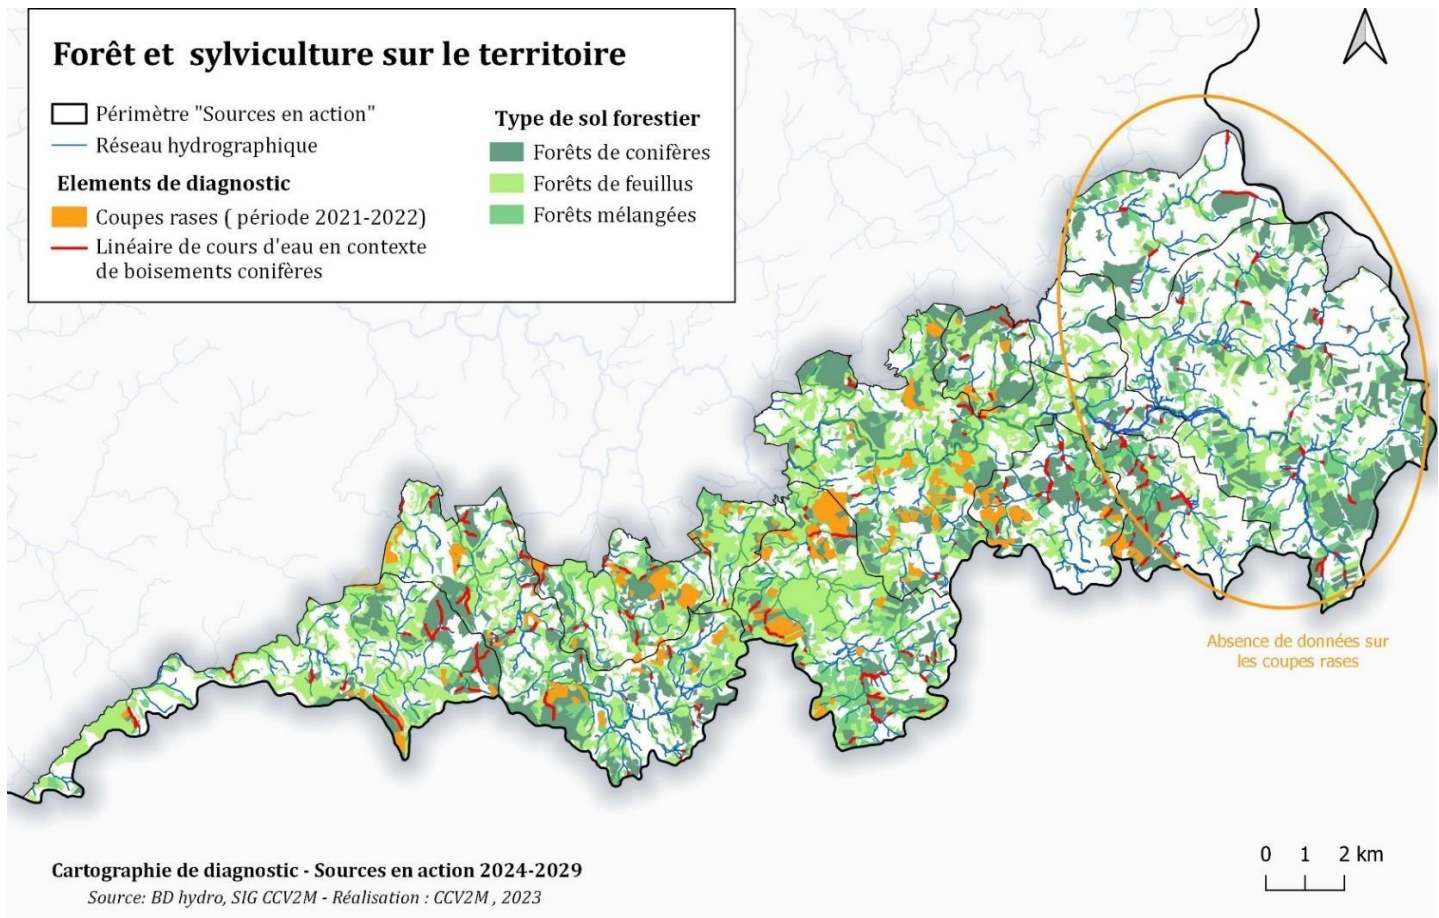 Forêt et sylviculture sur le territoire
Périmètre "Sources en action"
Réseau hydrographique
Elements de diagnostic
Coupes rases ( période 2021-2022)
Linéaire de cours d'eau en contexte
de boisements conifères
Type de sol forestier
Forêts de conifères
Forêts de feuillus
Forêts mélangées
Absence de données sur
les coupes rases
Cartographie de diagnostic - Sources en action 2024-2029
Source: BD hydro, SIG CCV2M - Réalisation : CCV2M , 2023
0 1 2 km